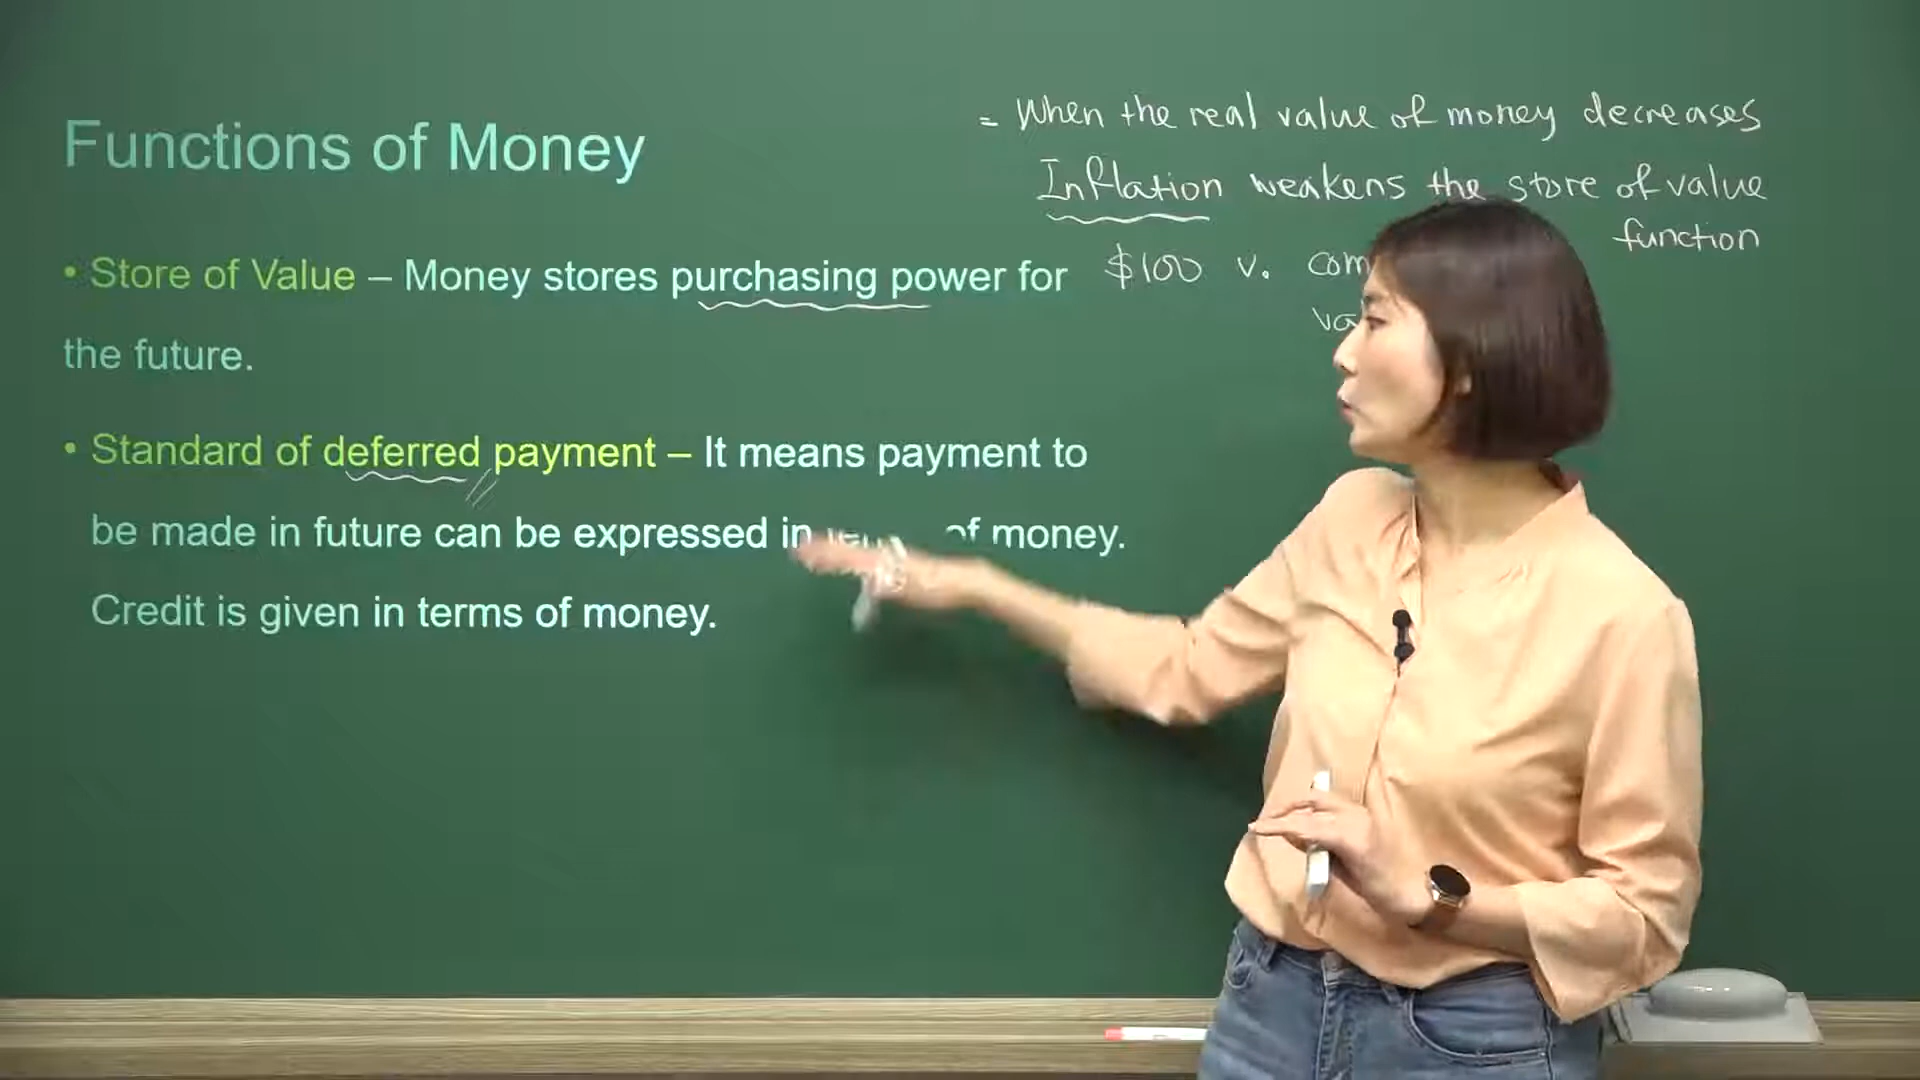 Functions of Money
• Store of Value – Money stores purchasing power for
the future.
• Standard of deferred payment – It means payment to
be made in future can be expressed in of money.
Credit is given in terms of money.
= When the real value of money decreases
Inflation weakens the store of value
function
$100 v.